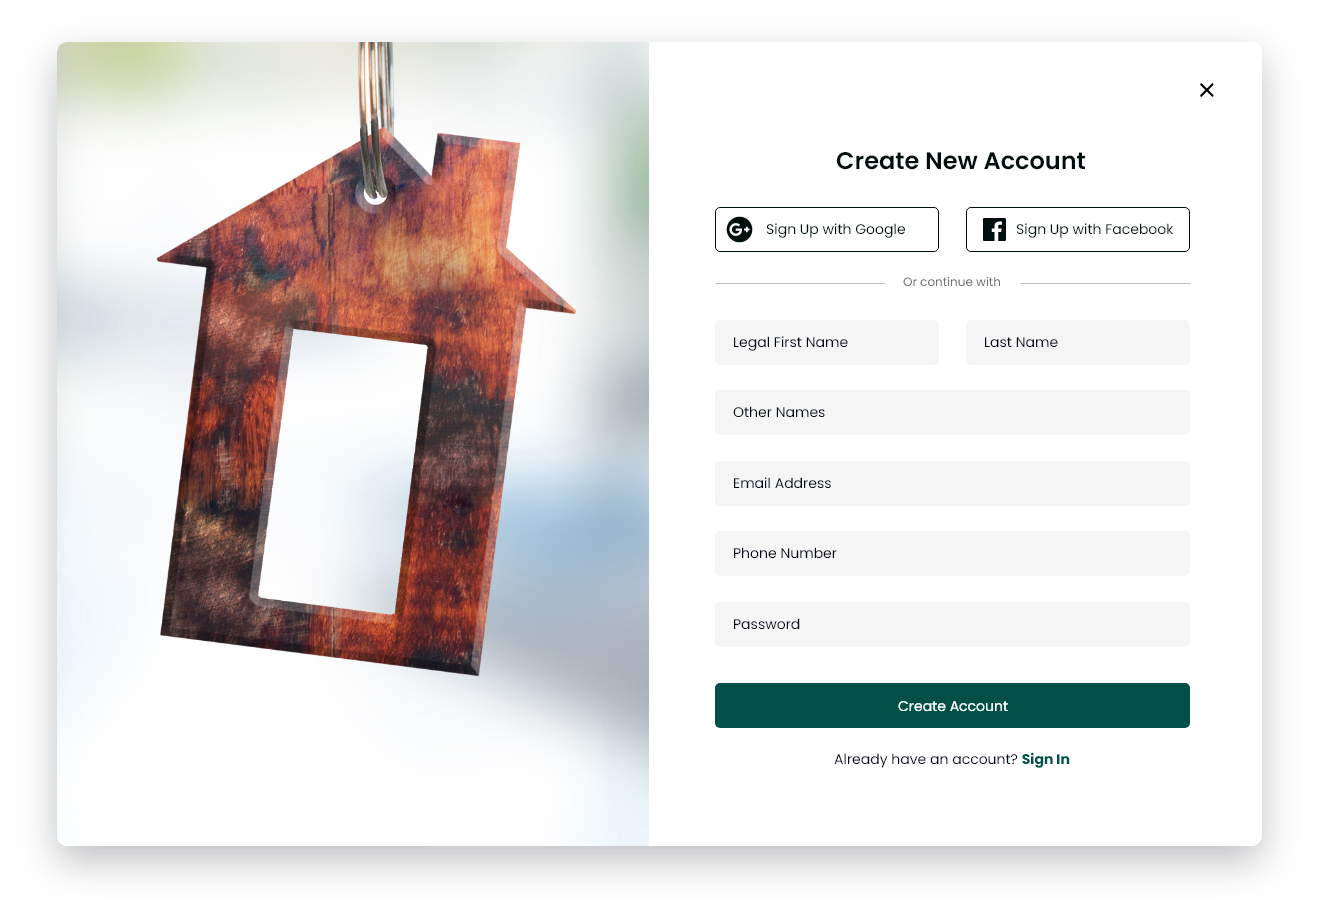 Create New Account
Sign Up with Google
Sign Up with Facebook
Or continue with
Legal First Name
Last Name
Other Names
Email Address
Phone Number
Password
Create Account
Already have an account? Sign In